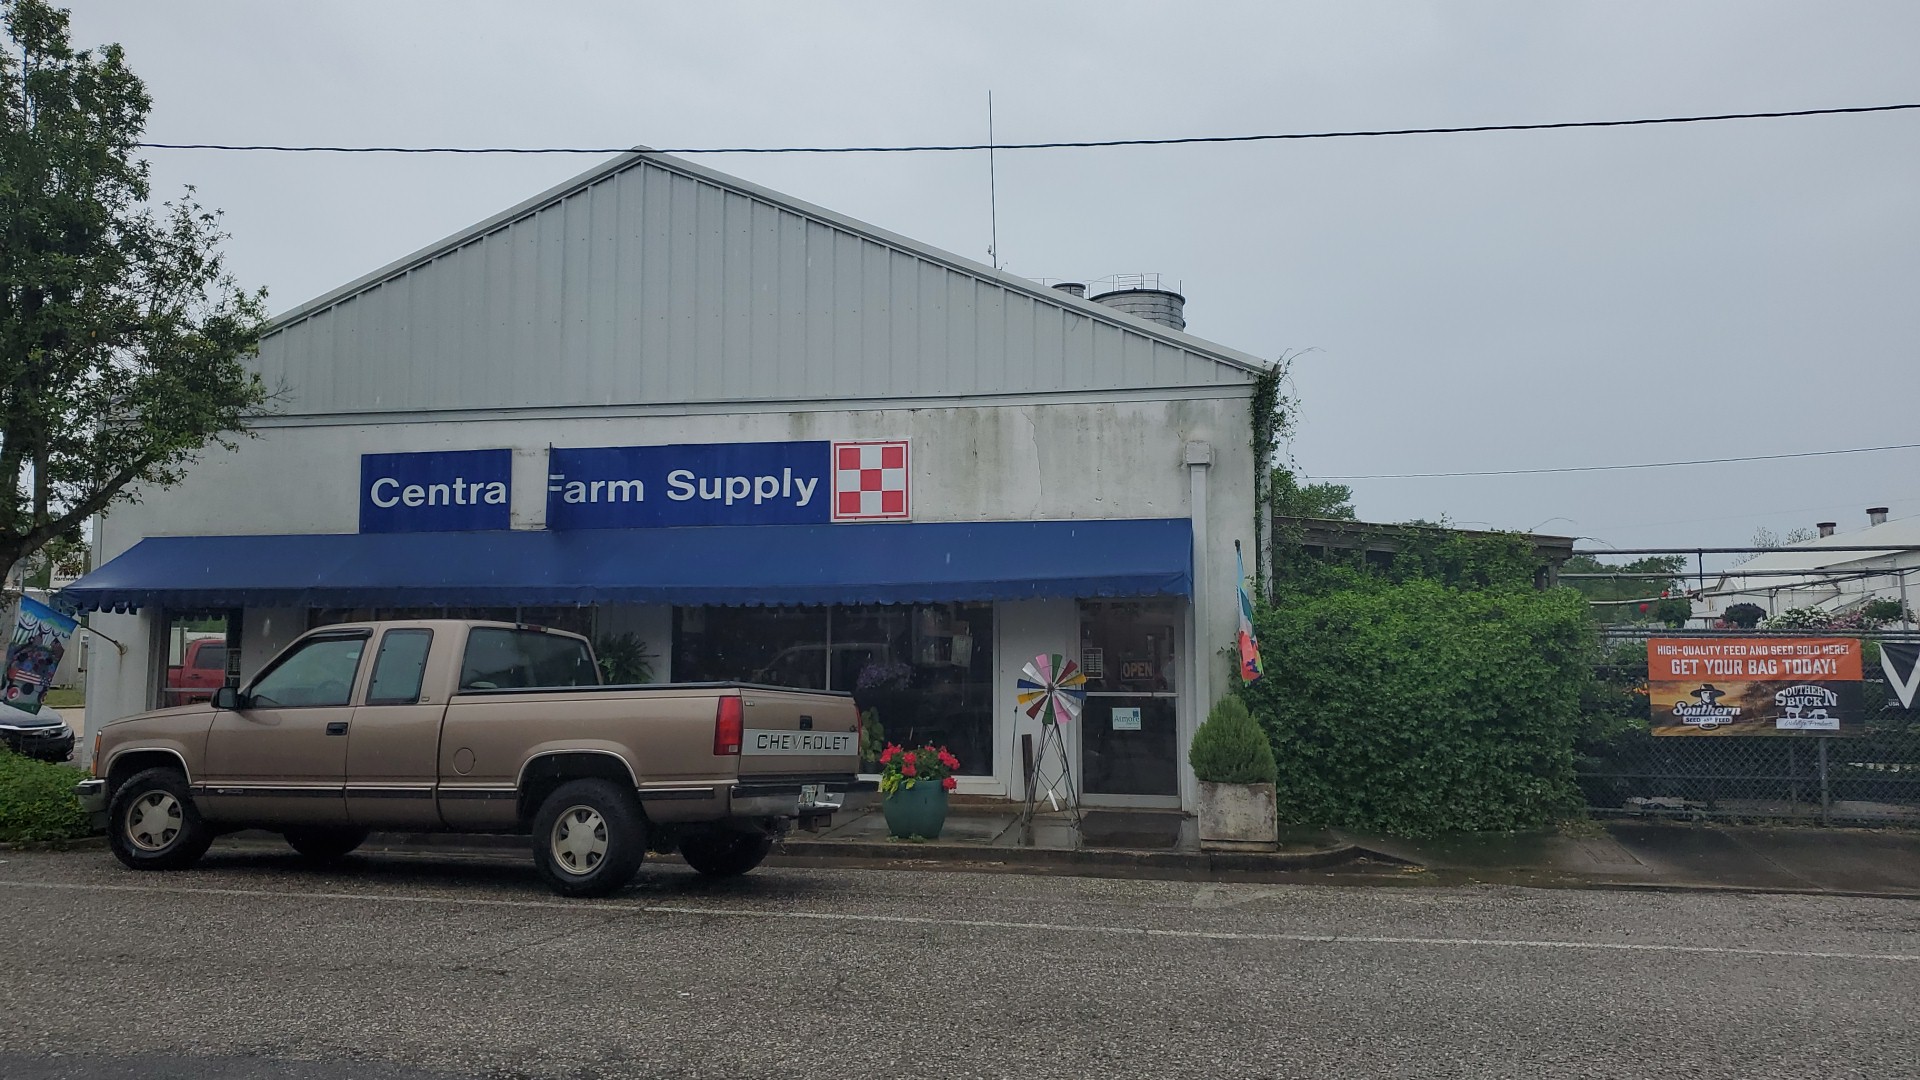 Centra Farm Supply
OPEN
CHEVROLET
HIGH-QUALITY FEED AND SEED SOLD HERE!
GET YOUR BAG TODAY!
Southern
SEED AND FEED
SOUTHERN
BUCK